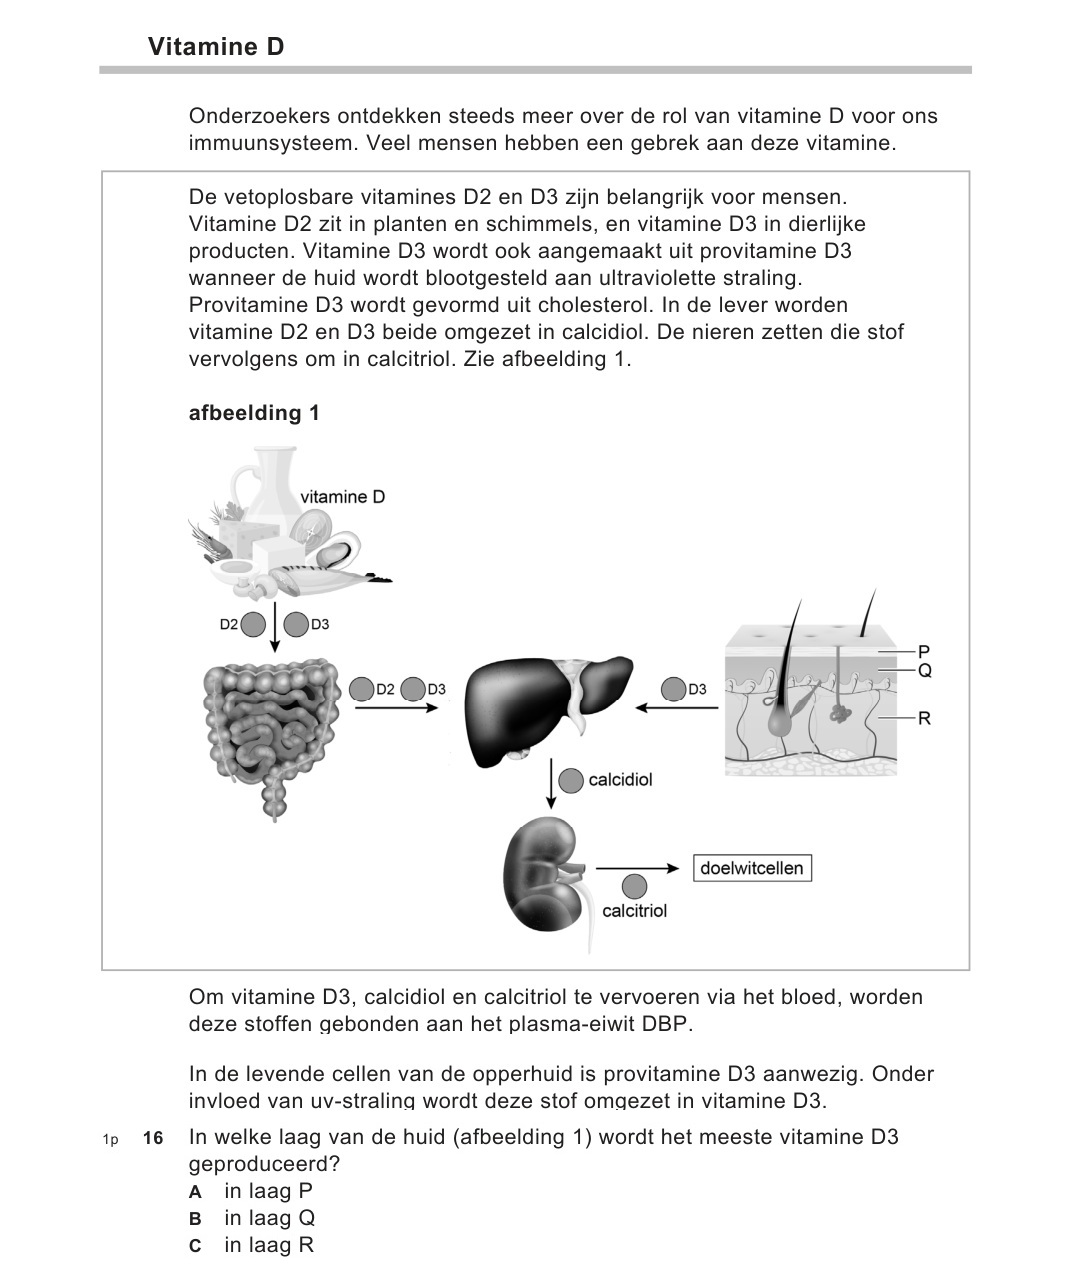 Vitamine D
Onderzoekers ontdekken steeds meer over de rol van vitamine D voor ons
immuunsysteem. Veel mensen hebben een gebrek aan deze vitamine.
De vetoplosbare vitamines D2 en D3 zijn belangrijk voor mensen.
Vitamine D2 zit in planten en schimmels, en vitamine D3 in dierlijke
producten. Vitamine D3 wordt ook aangemaakt uit provitamine D3
wanneer de huid wordt blootgesteld aan ultraviolette straling.
Provitamine D3 wordt gevormd uit cholesterol. In de lever worden
vitamine D2 en D3 beide omgezet in calcidiol. De nieren zetten die stof
vervolgens om in calcitriol. Zie afbeelding 1.
afbeelding 1
vitamine D
D2 D3
P
Q
D2 D3
D3
R
calcidiol
doelwitcellen
calcitriol
Om vitamine D3, calcidiol en calcitriol te vervoeren via het bloed, worden
deze stoffen gebonden aan het plasma-eiwit DBP.
In de levende cellen van de opperhuid is provitamine D3 aanwezig. Onder
invloed van uv-straling wordt deze stof omgezet in vitamine D3.
1p 16 In welke laag van de huid (afbeelding 1) wordt het meeste vitamine D3
geproduceerd?
A in laag P
B in laag Q
C in laag R